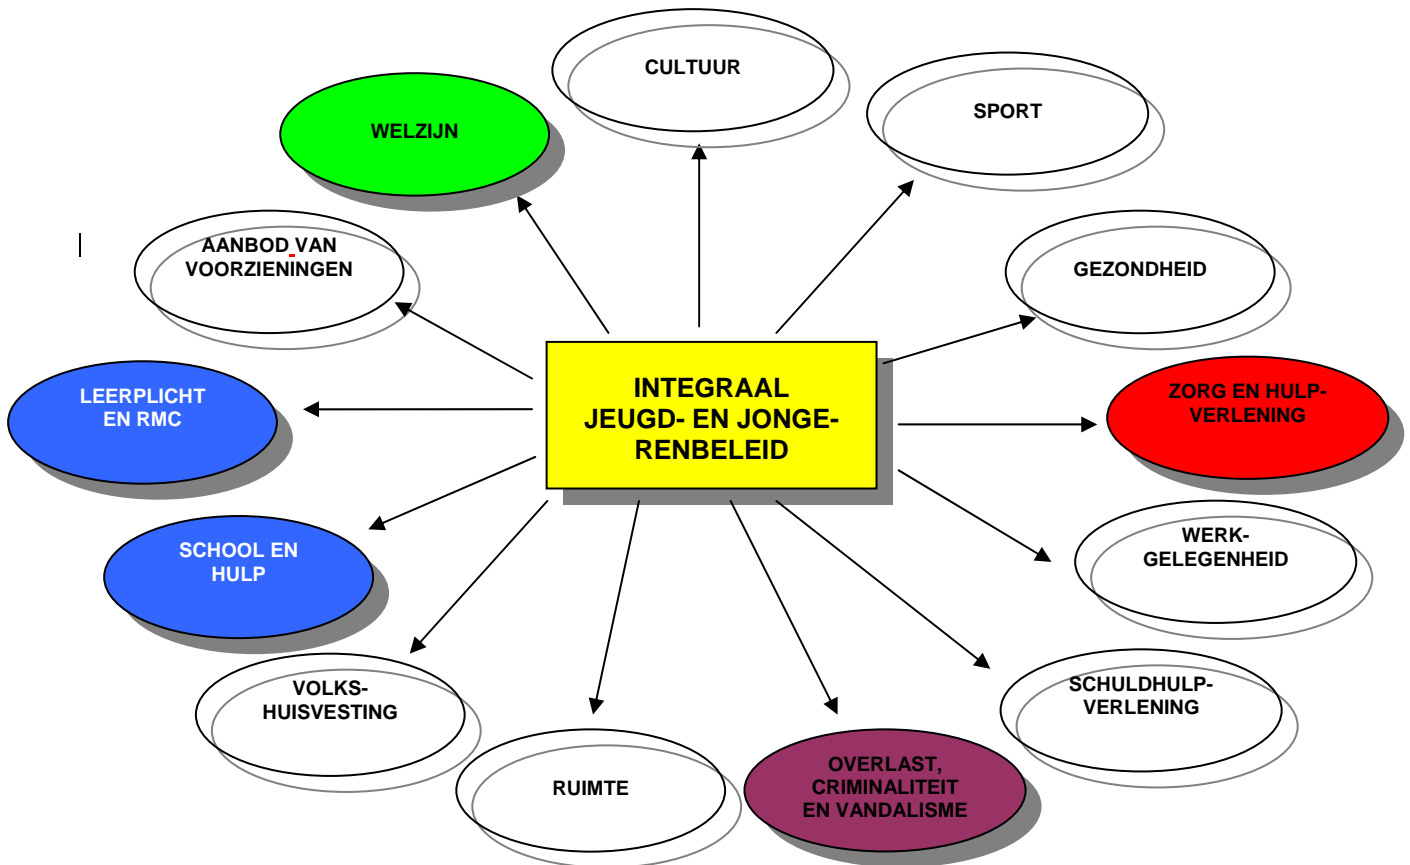 CULTUUR
SPORT
WELZIJN
AANBOD VAN
VOORZIENINGEN
GEZONDHEID
INTEGRAAL
JEUGD- EN JONGE-
RENBELEID
LEERPLICHT
EN RMC
ZORG EN HULP-
VERLENING
SCHOOL EN
HULP
WERK-
GELEGENHEID
VOLKS-
HUISVESTING
SCHULDHULP-
VERLENING
RUIMTE
OVERLAST,
CRIMINALITEIT
EN VANDALISME